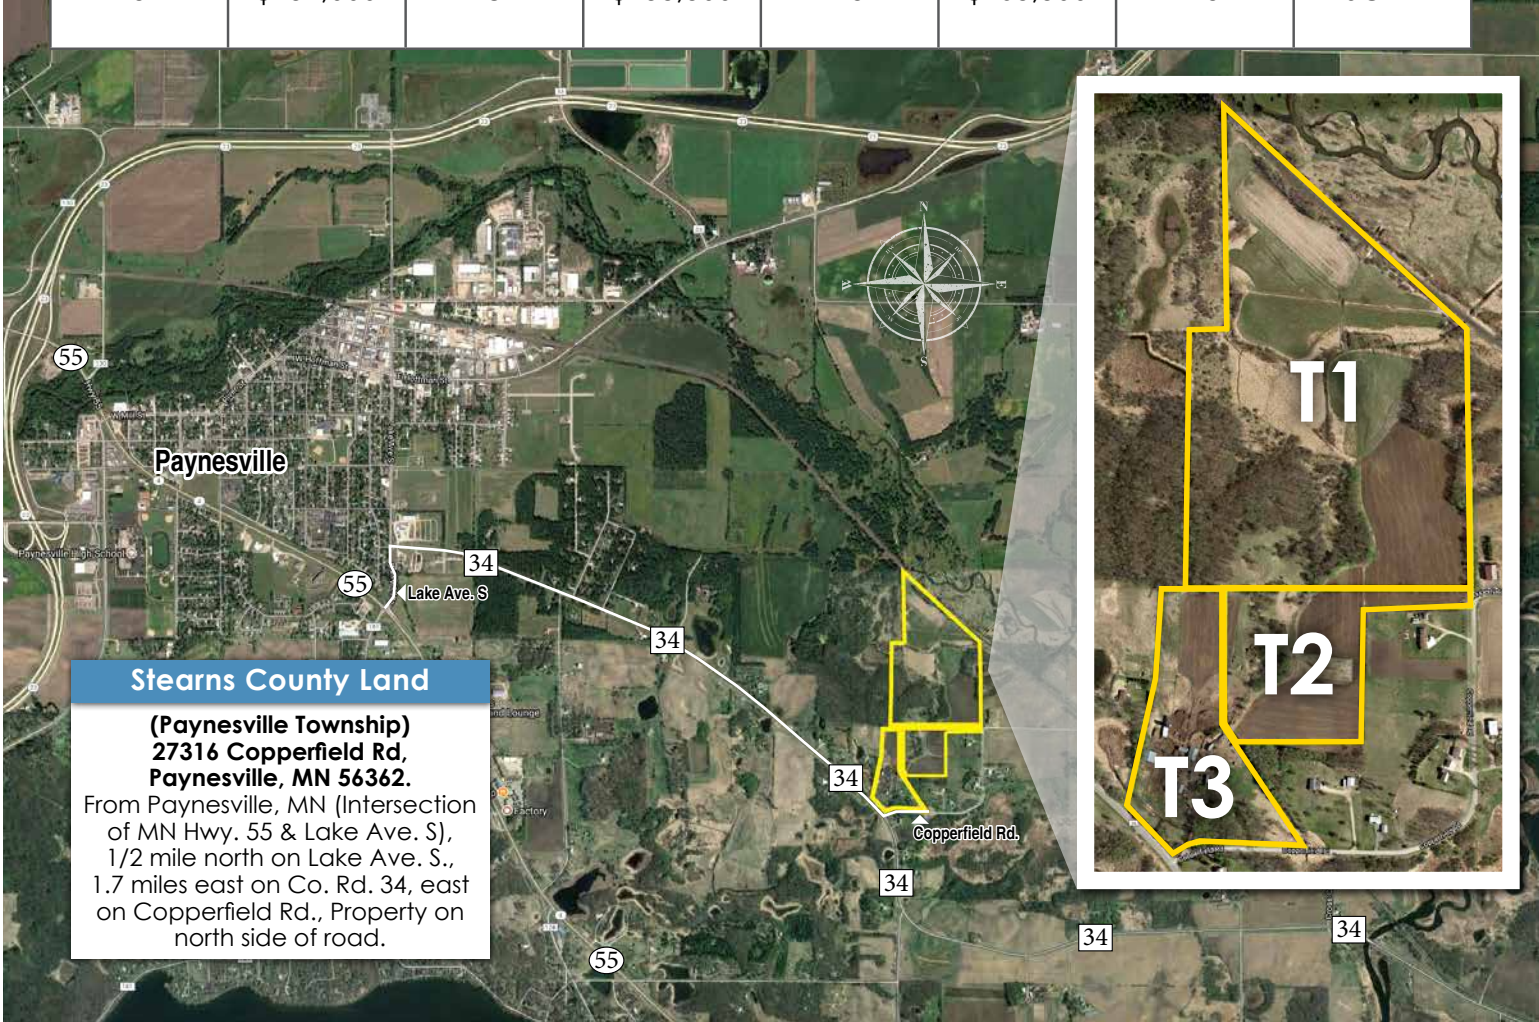 N
W
E
S
55
W Hoffman St
Paynesville
Paynesville High School
55
34
Lake Ave. S
34
34
Copperfield Rd.
34
34
34
55
Factory
Stearns County Land
(Paynesville Township)
27316 Copperfield Rd,
Paynesville, MN 56362.
From Paynesville, MN (Intersection
of MN Hwy. 55 & Lake Ave. S),
1/2 mile north on Lake Ave. S.,
1.7 miles east on Co. Rd. 34, east
on Copperfield Rd., Property on
north side of road.
T1
T2
T3